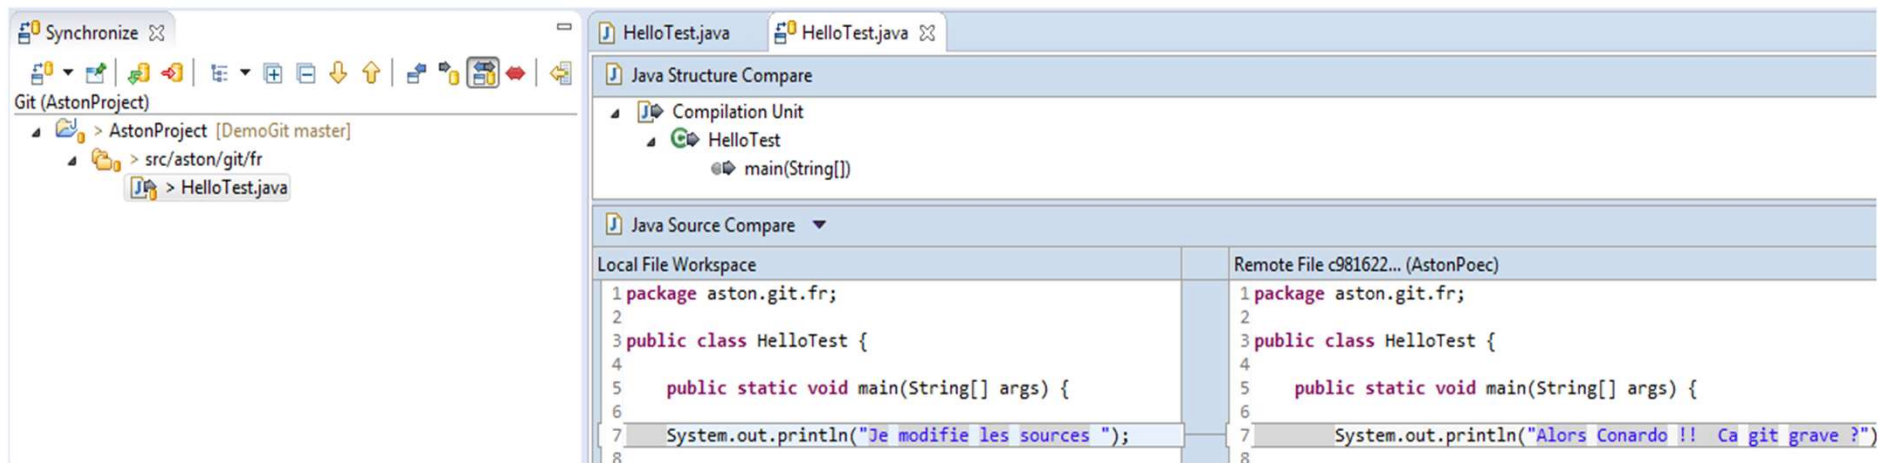 Synchronize
Git (AstonProject)
> AstonProject [DemoGit master]
> src/aston/git/fr
> HelloTest.java
HelloTest.java
HelloTest.java
Java Structure Compare
Compilation Unit
HelloTest
main(String[])
Java Source Compare
Local File Workspace
1 package aston.git.fr;
2
3 public class HelloTest {
4
5 public static void main(String[] args) {
6
7 System.out.println("Je modifie les sources ");
8
Remote File c981622... (AstonPoec)
1 package aston.git.fr;
2
3 public class HelloTest {
4
5 public static void main(String[] args) {
6
7 System.out.println("Alors Conardo !!  Ca git grave ?")
8